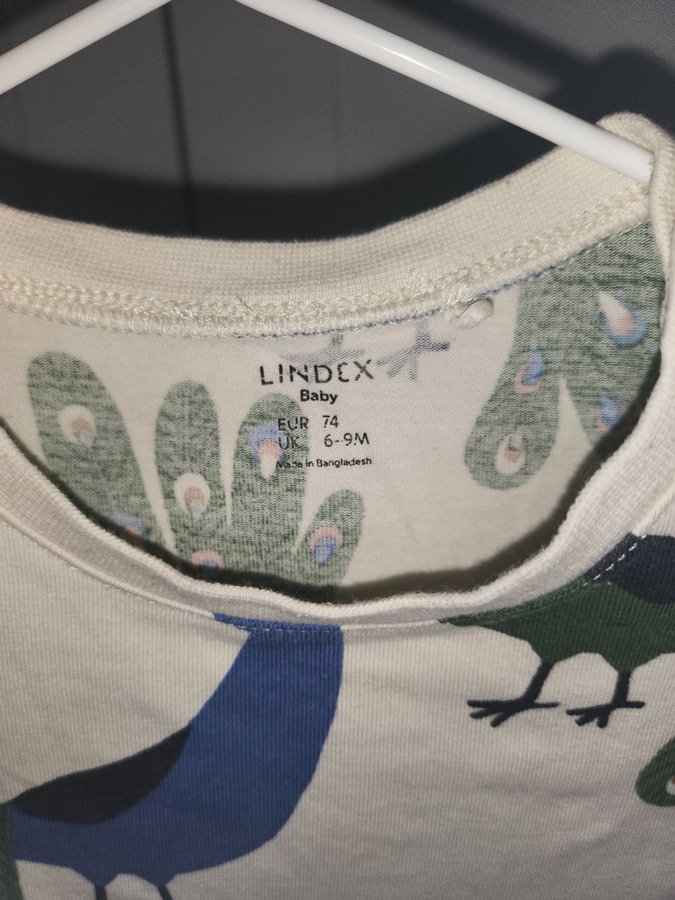 LINDEX
Baby
EUR 74
UK 6-9M
Made in Bangladesh